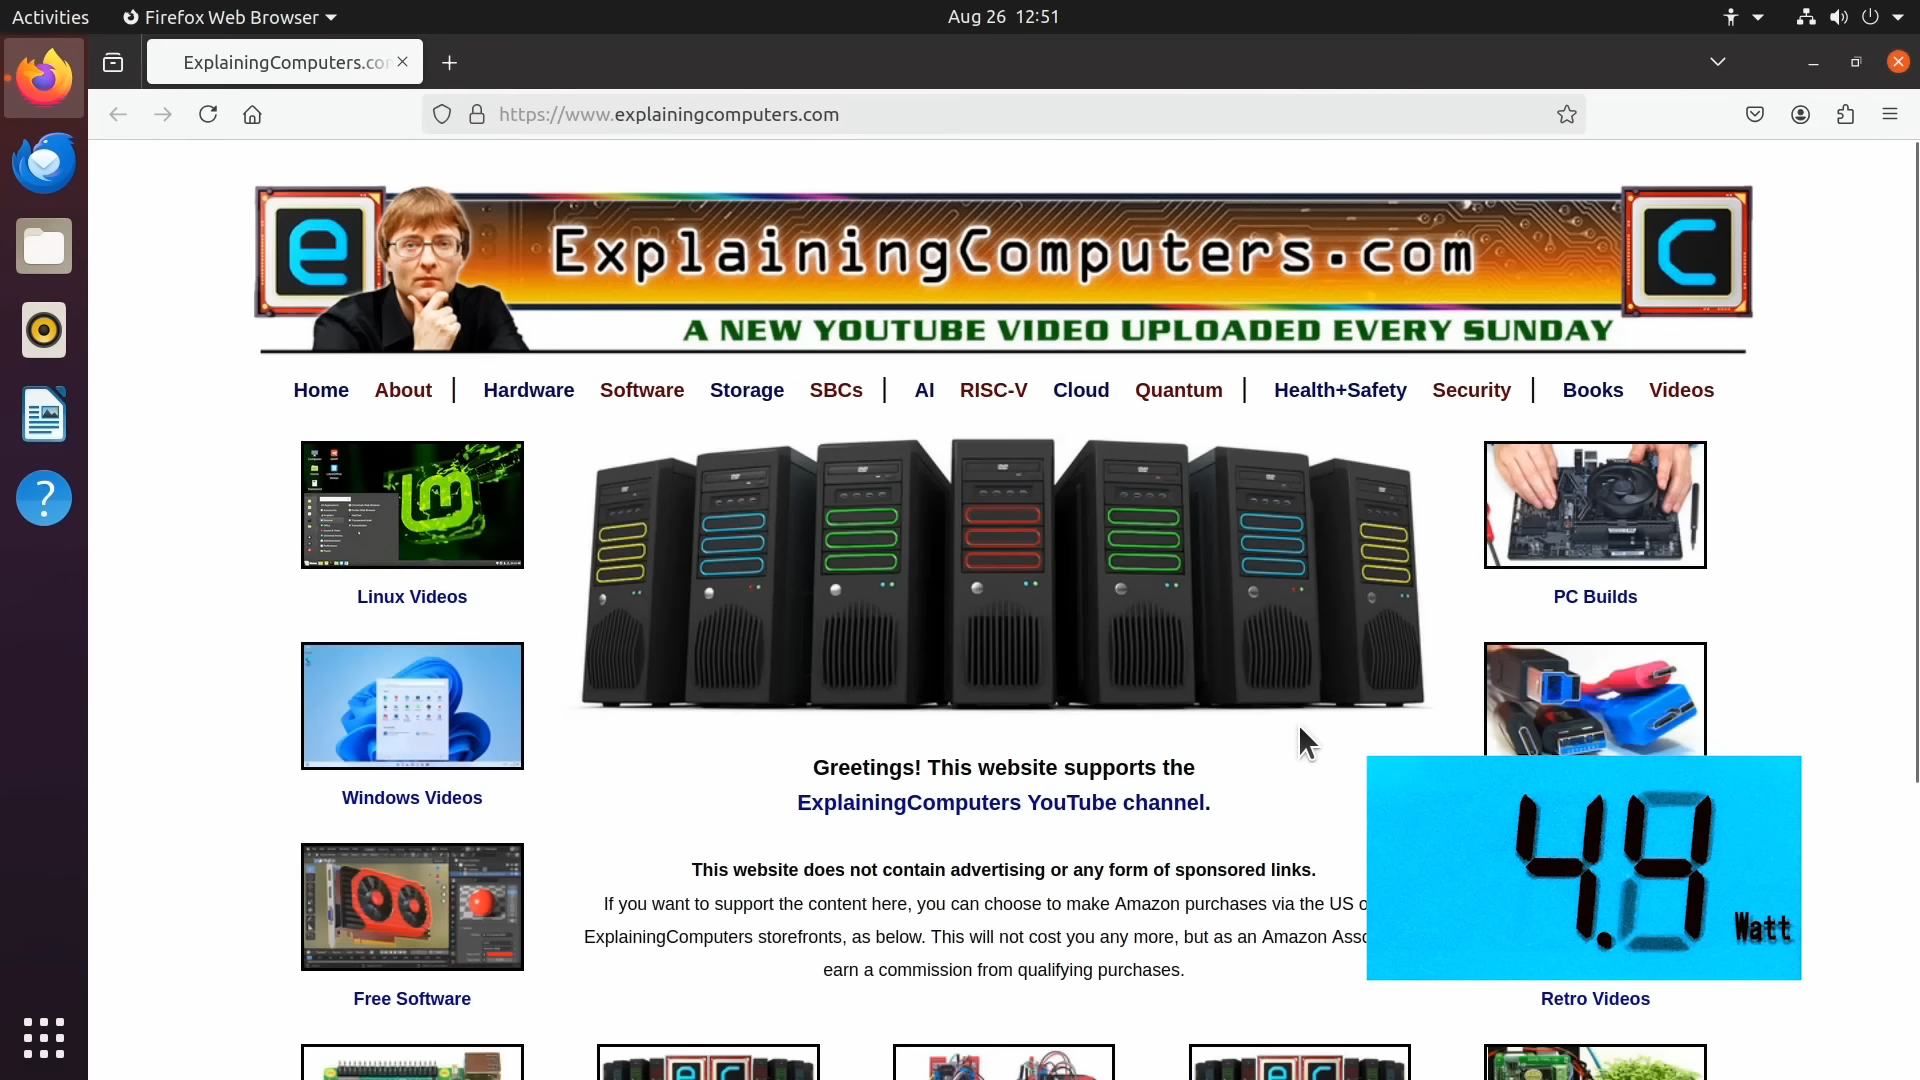 Activities
Firefox Web Browser
Aug 26 12:51
ExplainingComputers.co
https://www.explainingcomputers.com
e
ExplainingComputers.com
C
A NEW YOUTUBE VIDEO UPLOADED EVERY SUNDAY
Home About | Hardware Software Storage SBCs | AI RISC-V Cloud Quantum | Health+Safety Security | Books Videos
Linux Videos
PC Builds
Windows Videos
Greetings! This website supports the
ExplainingComputers YouTube channel.
This website does not contain advertising or any form of sponsored links.
If you want to support the content here, you can choose to make Amazon purchases via the US o
ExplainingComputers storefronts, as below. This will not cost you any more, but as an Amazon Asso
earn a commission from qualifying purchases.
4.9 Watt
Free Software
Retro Videos